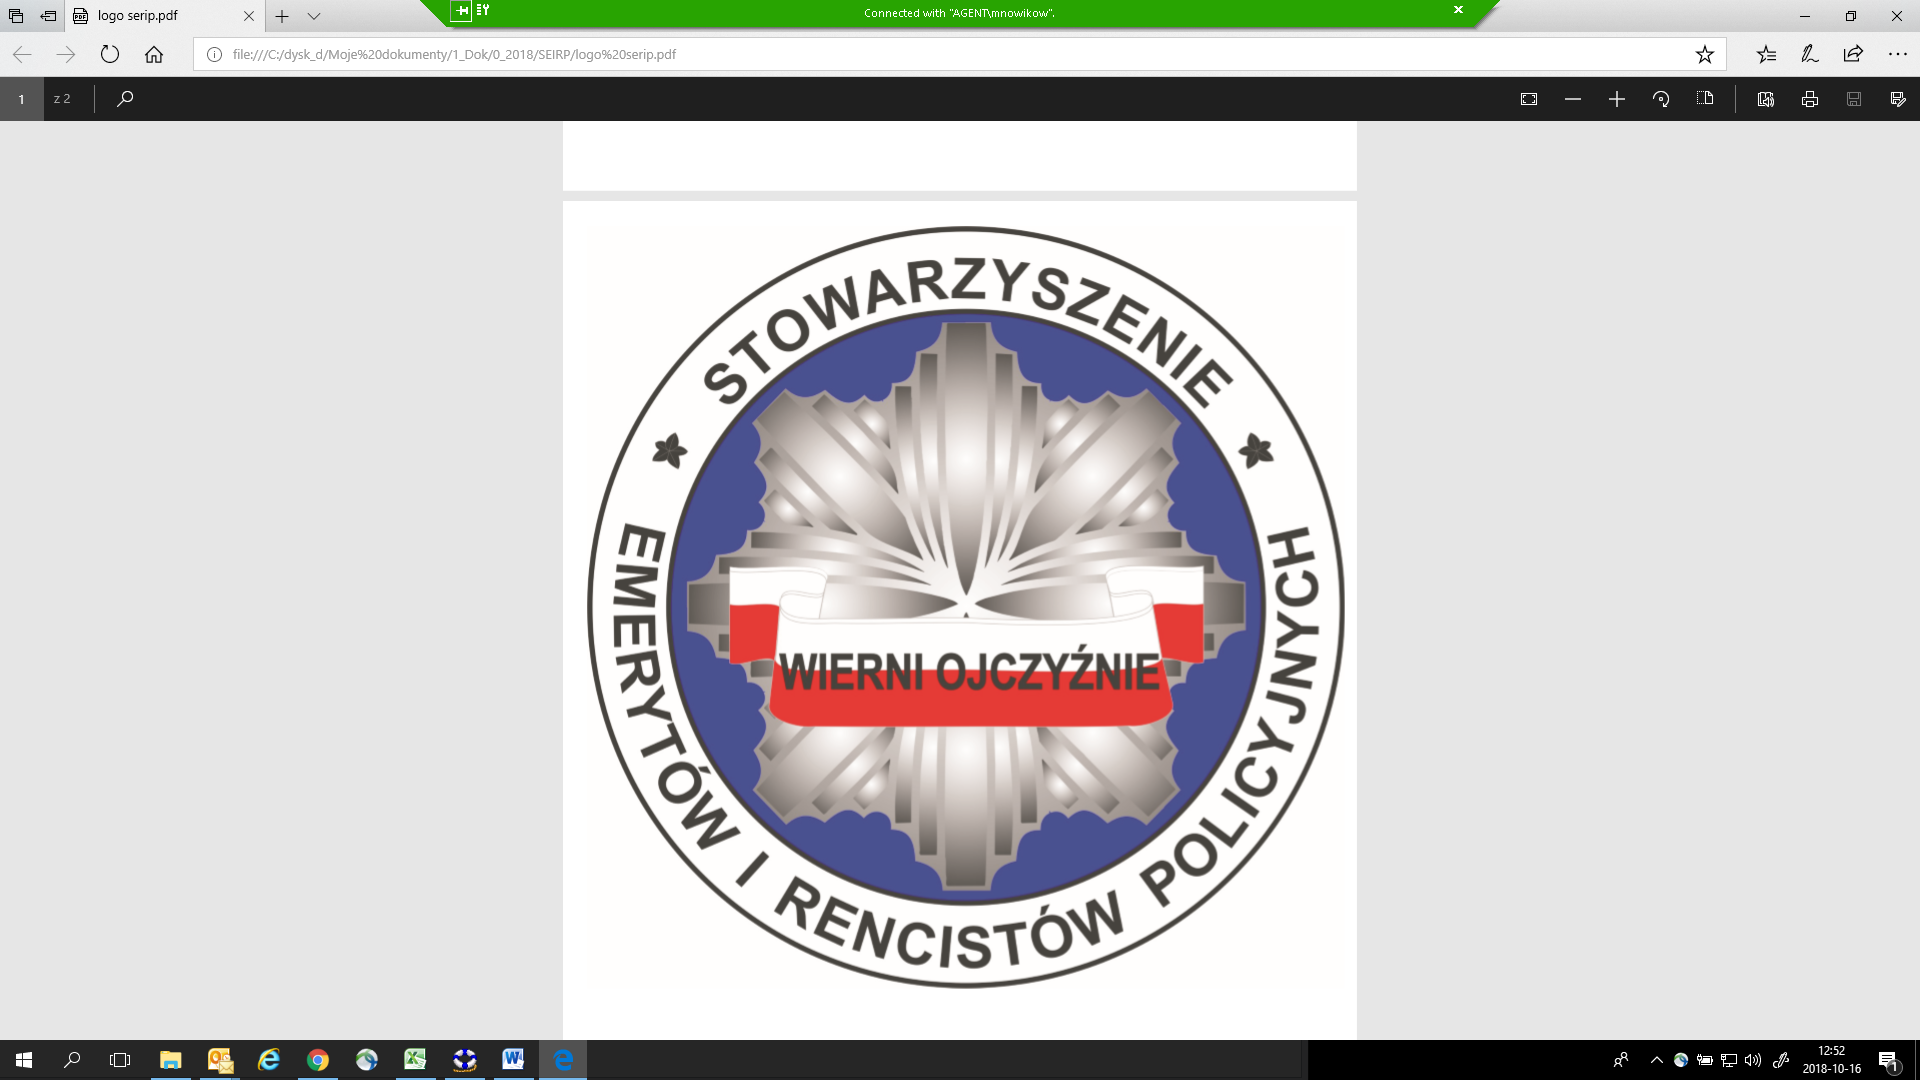 logo serip.pdf
Connected with "AGENT\mnowikow".
file:///C:/dysk_d/Moje%20dokumenty/1_Dok/0_2018/SEIRP/logo%20serip.pdf
1 z 2
STOWARZYSZENIE
EMERYTÓW I RENCISTÓW POLICYJNYCH
WIERNI OJCZYŹNIE
12:52
2018-10-16
1